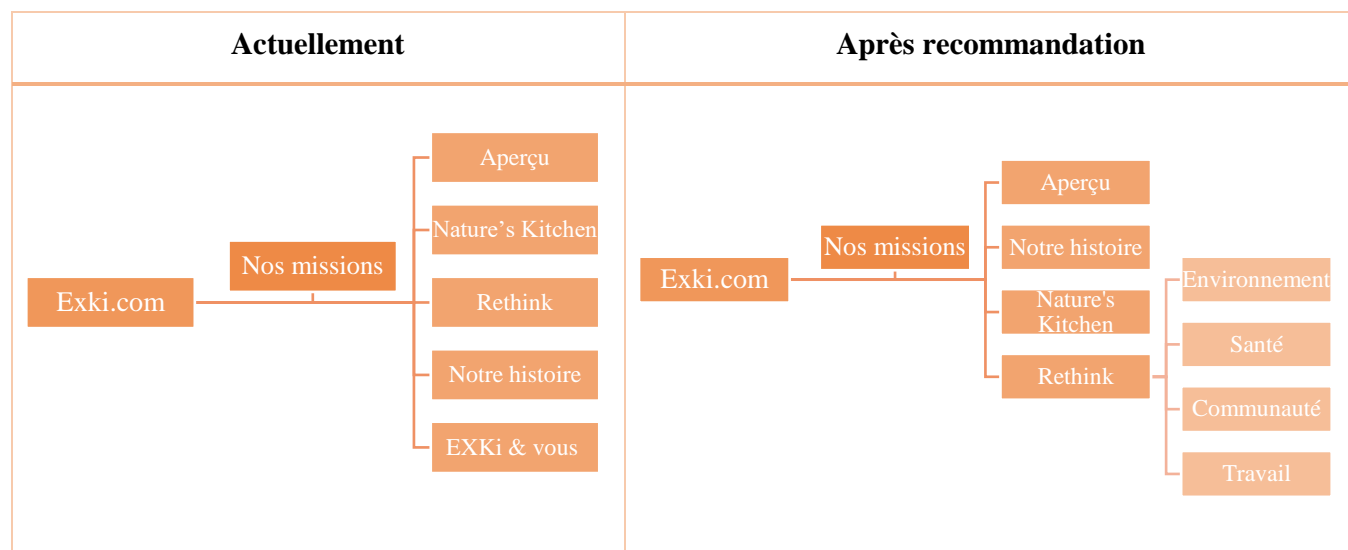 Actuellement
Après recommandation
Exki.com
Nos missions
Aperçu
Nature’s Kitchen
Rethink
Notre histoire
EXKi & vous
Exki.com
Nos missions
Aperçu
Notre histoire
Nature's
Kitchen
Rethink
Environnement
Santé
Communauté
Travail